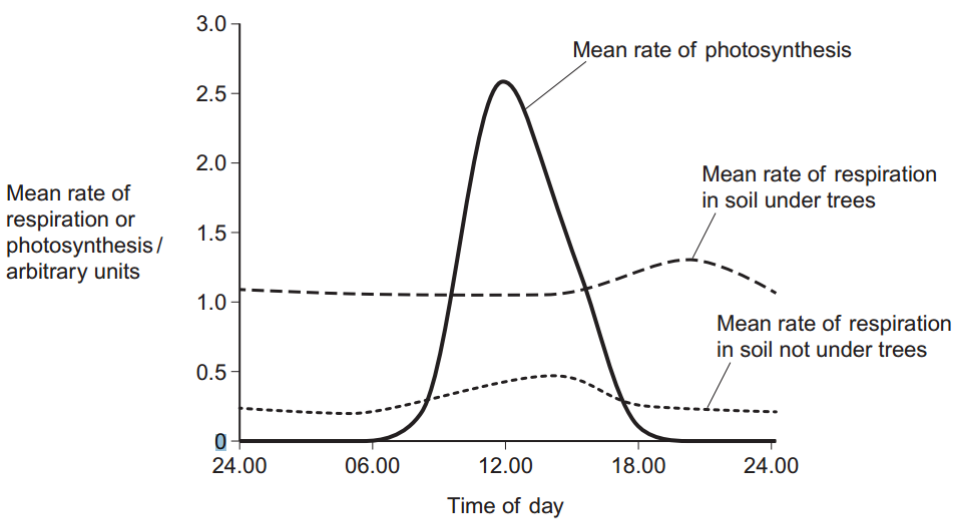 3.0
Mean rate of photosynthesis
2.5
2.0
Mean rate of respiration
in soil under trees
Mean rate of
respiration or
photosynthesis/
arbitrary units
1.5
1.0
Mean rate of respiration
in soil not under trees
0.5
0
24.00 06.00 12.00 18.00 24.00
Time of day